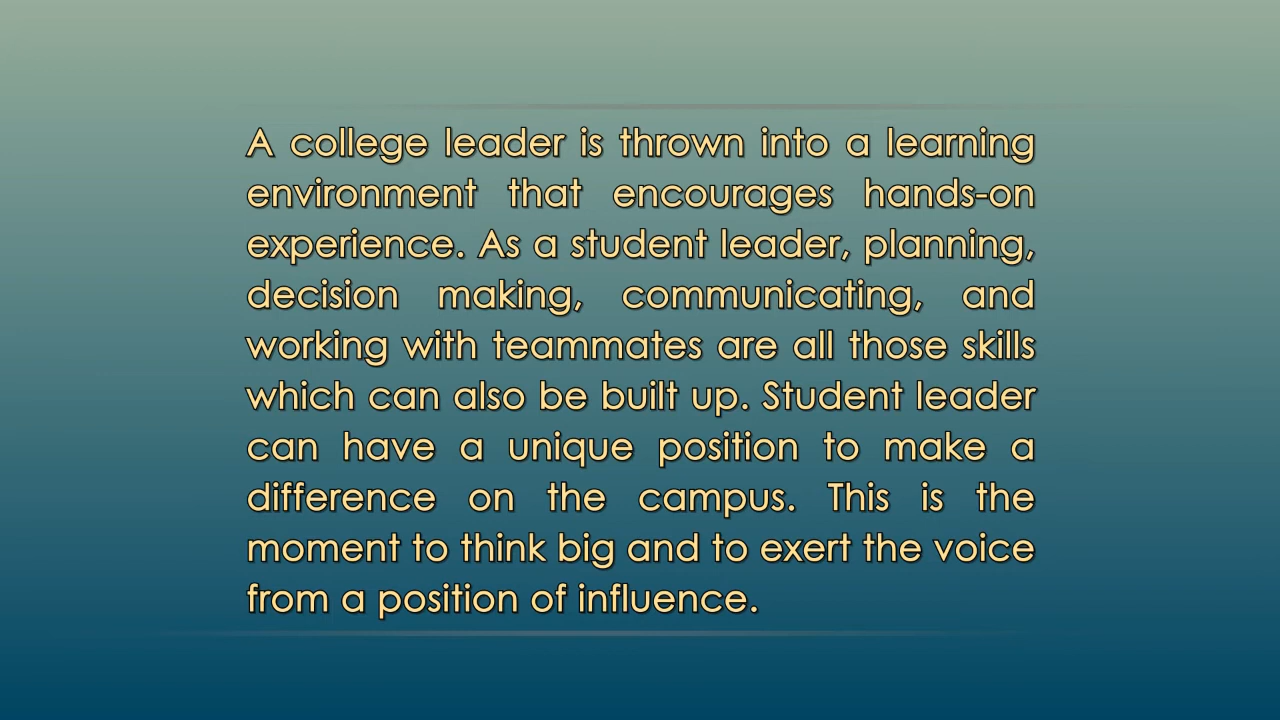 A college leader is thrown into a learning
environment that encourages hands-on
experience. As a student leader, planning,
decision making, communicating, and
working with teammates are all those skills
which can also be built up. Student leader
can have a unique position to make a
difference on the campus. This is the
moment to think big and to exert the voice
from a position of influence.